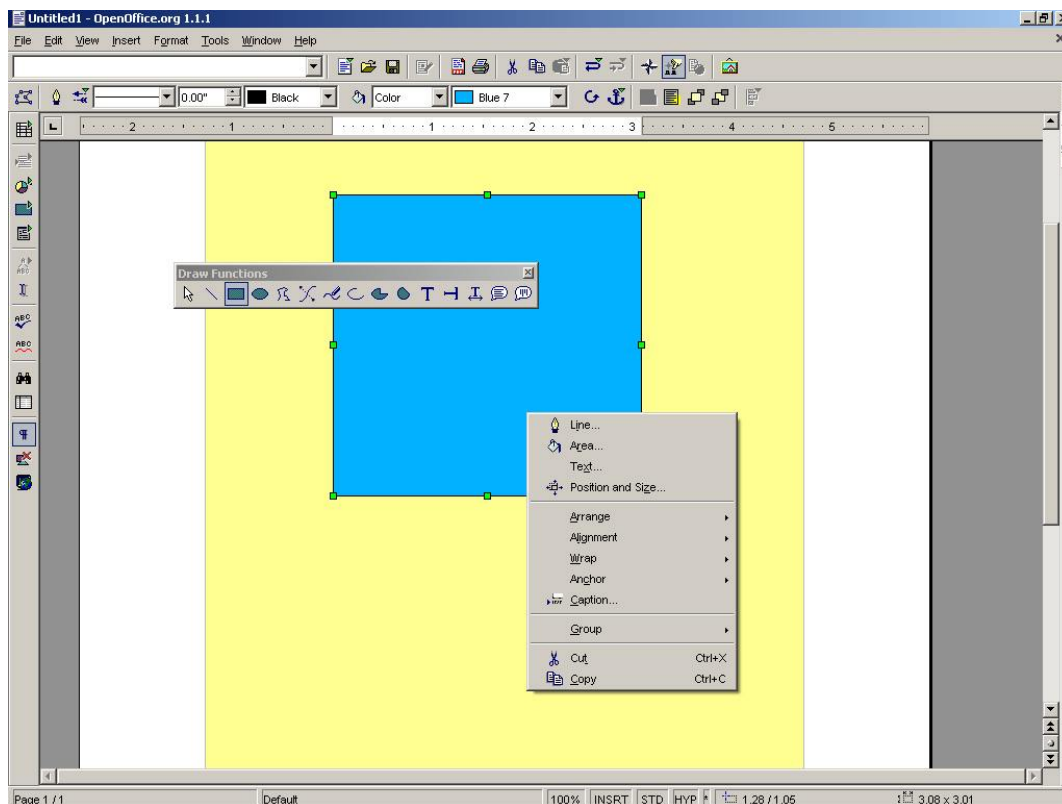 Untitled1 - OpenOffice.org 1.1.1
File Edit View Insert Format Tools Window Help
0.00" Black Color Blue 7
2 1 1 2 3 4 5
Draw Functions
T
ABC
ABC
Line...
Area...
Text...
Position and Size...
Arrange
Alignment
Wrap
Anchor
Caption...
Group
Cut Ctrl+X
Copy Ctrl+C
Page 1 / 1 Default 100% INSRT STD HYP * 1.28 / 1.05 3.08 x 3.01